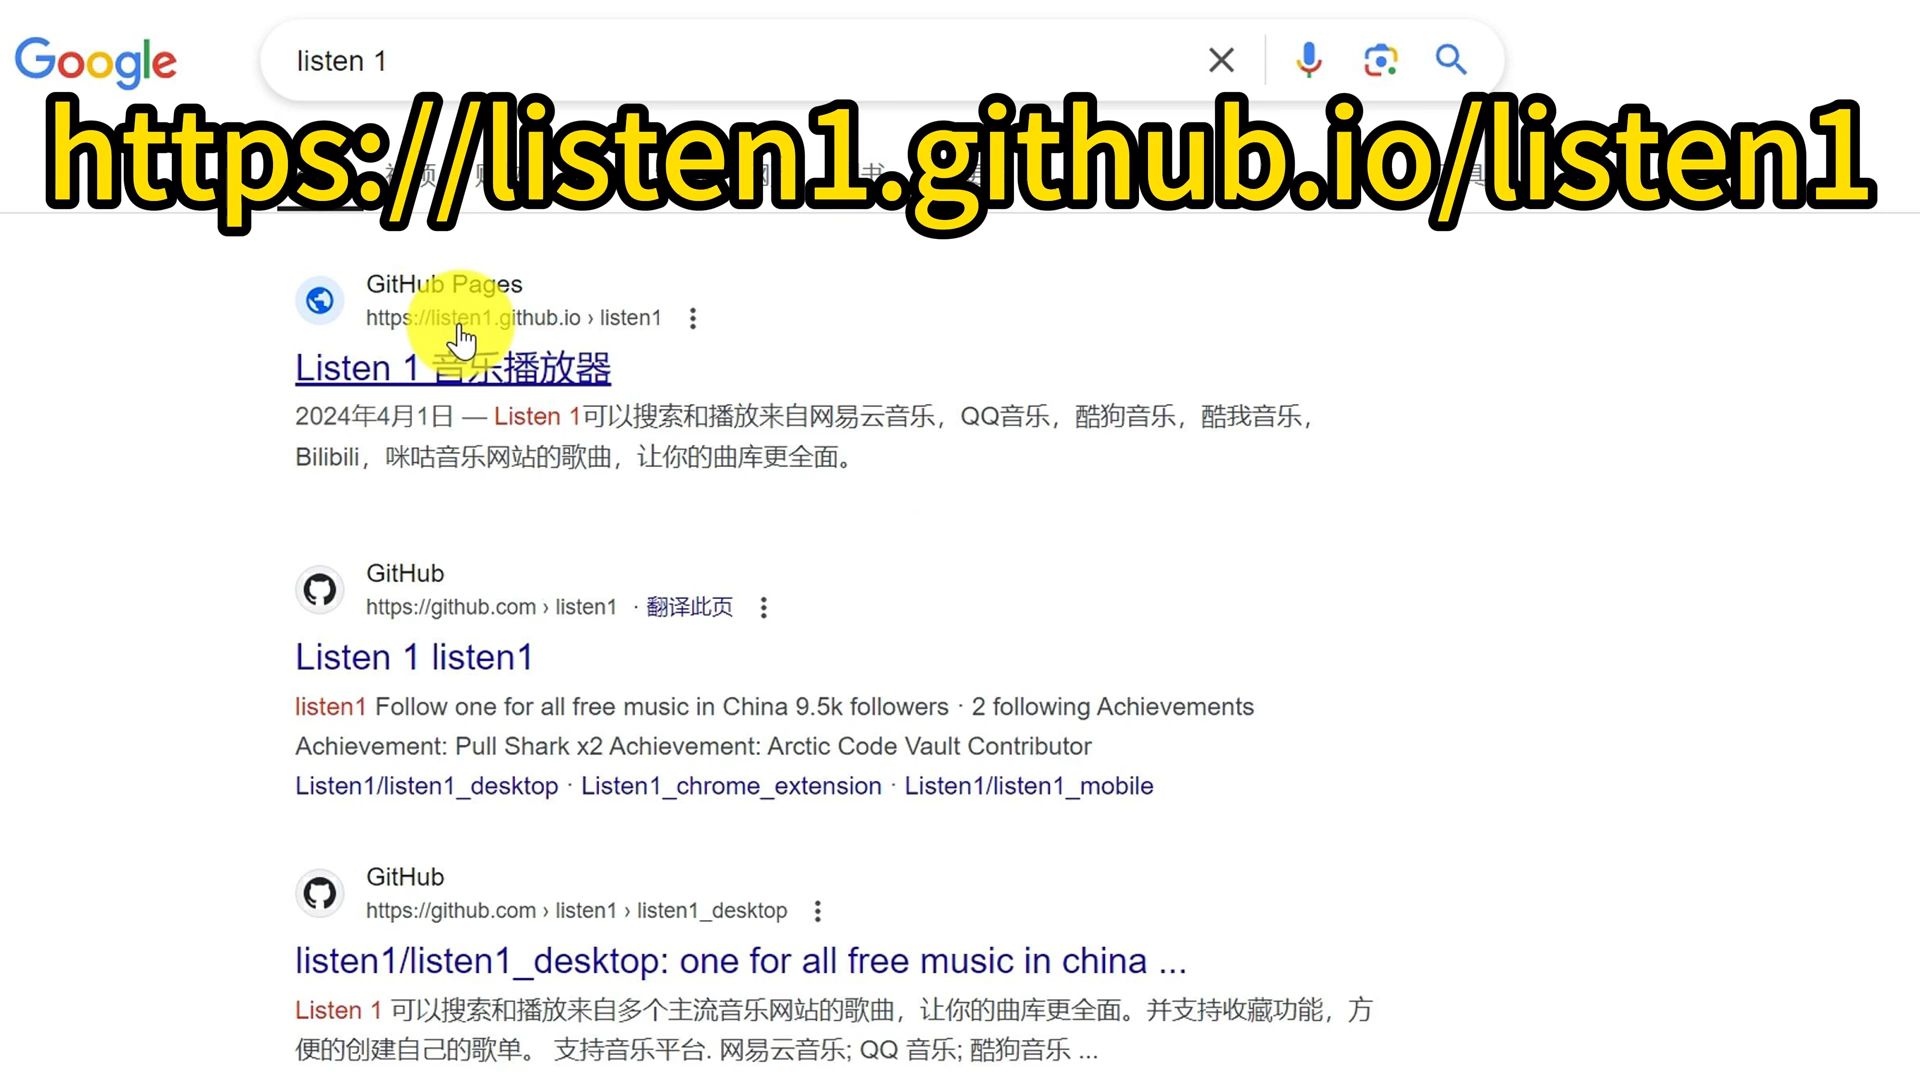 Google
listen 1
https://listen1.github.io/listen1
GitHub Pages
https://listen1.github.io › listen1
Listen 1 音乐播放器
2024年4月1日 — Listen 1可以搜索和播放来自网易云音乐，QQ音乐，酷狗音乐，酷我音乐，
Bilibili，咪咕音乐网站的歌曲，让你的曲库更全面。
GitHub
https://github.com › listen1 · 翻译此页
Listen 1 listen1
listen1 Follow one for all free music in China 9.5k followers · 2 following Achievements
Achievement: Pull Shark x2 Achievement: Arctic Code Vault Contributor
Listen1/listen1_desktop · Listen1_chrome_extension · Listen1/listen1_mobile
GitHub
https://github.com › listen1 › listen1_desktop
listen1/listen1_desktop: one for all free music in china ...
Listen 1 可以搜索和播放来自多个主流音乐网站的歌曲，让你的曲库更全面。并支持收藏功能，方
便的创建自己的歌单。 支持音乐平台. 网易云音乐; QQ 音乐; 酷狗音乐 ...